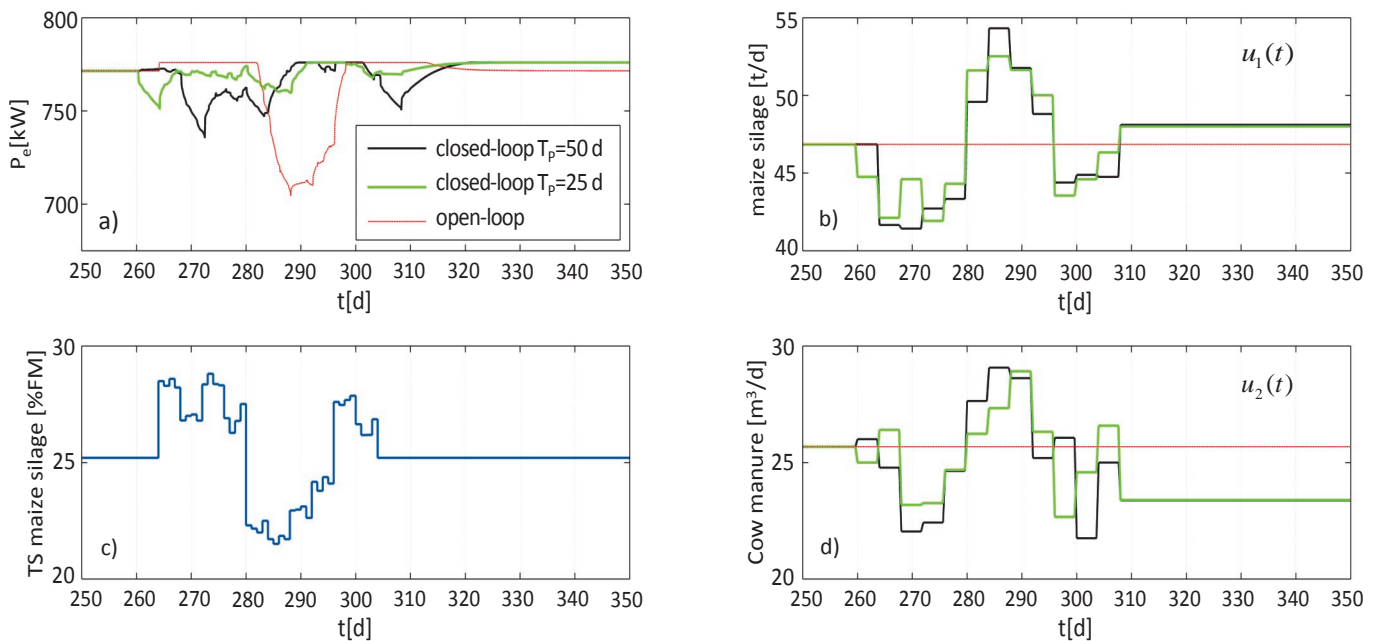 800
750
700
P_e[kW]
closed-loop T_P=50 d
closed-loop T_P=25 d
open-loop
a)
250 260 270 280 290 300 310 320 330 340 350
t[d]
55
50
45
40
maize silage [t/d]
u_1(t)
b)
250 260 270 280 290 300 310 320 330 340 350
t[d]
30
25
20
TS maize silage [%FM]
c)
250 260 270 280 290 300 310 320 330 340 350
t[d]
30
25
20
Cow manure [m³/d]
u_2(t)
d)
250 260 270 280 290 300 310 320 330 340 350
t[d]